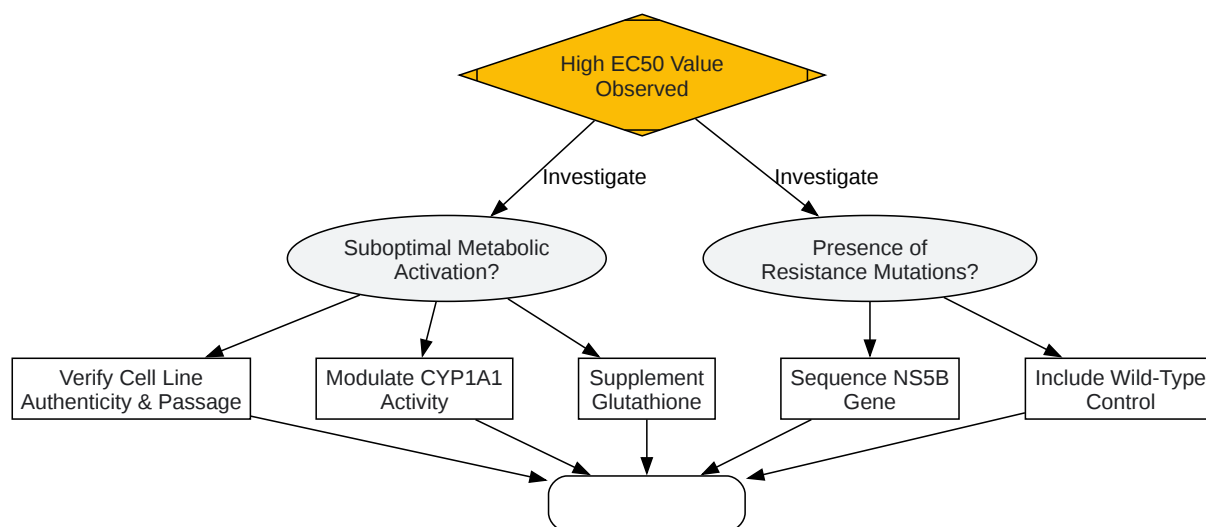 High EC50 Value
Observed
Investigate
Investigate
Suboptimal Metabolic
Activation?
Presence of
Resistance Mutations?
Verify Cell Line
Authenticity & Passage
Modulate CYP1A1
Activity
Supplement
Glutathione
Sequence NS5B
Gene
Include Wild-Type
Control